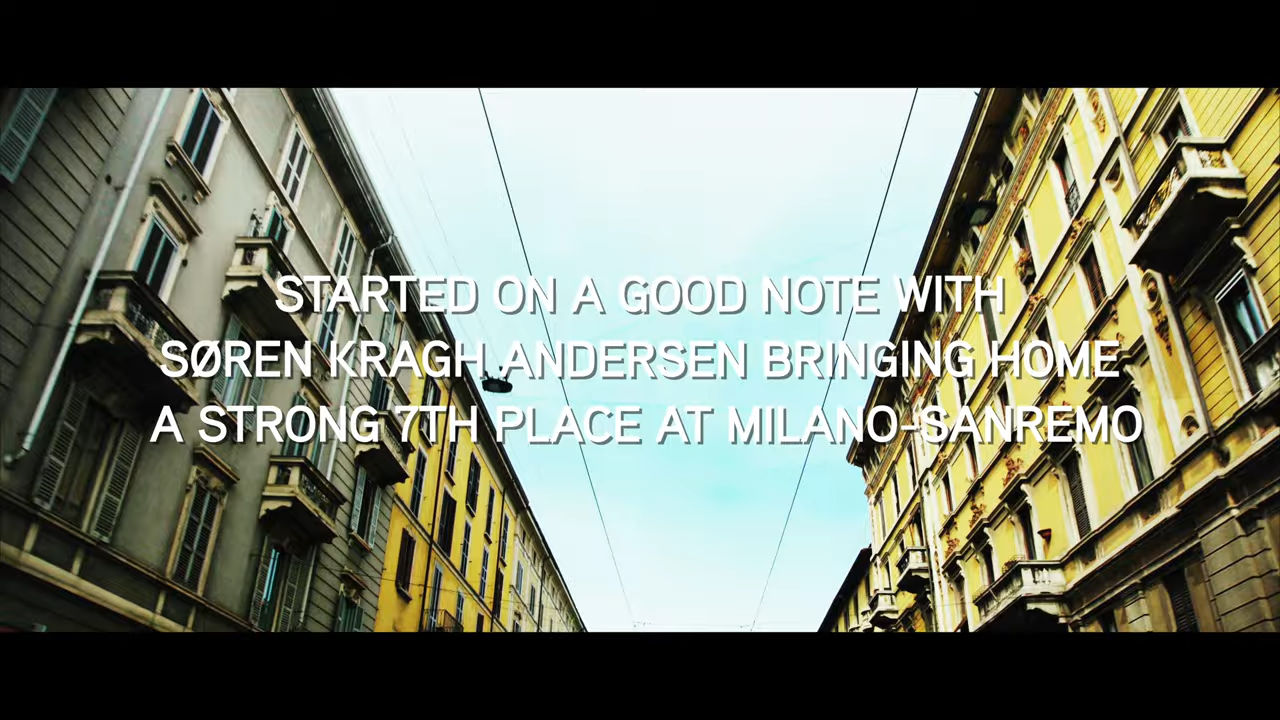 STARTED ON A GOOD NOTE WITH
SØREN KRAGH ANDERSEN BRINGING HOME
A STRONG 7TH PLACE AT MILANO-SANREMO